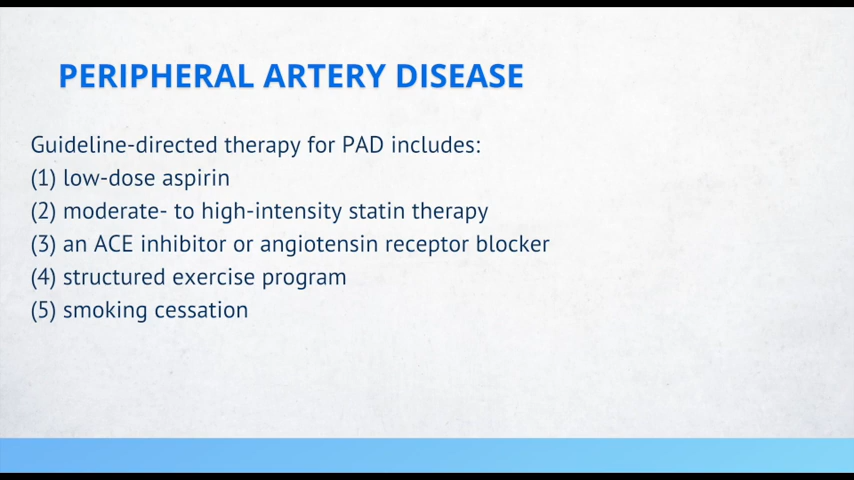 PERIPHERAL ARTERY DISEASE
Guideline-directed therapy for PAD includes:
(1) low-dose aspirin
(2) moderate- to high-intensity statin therapy
(3) an ACE inhibitor or angiotensin receptor blocker
(4) structured exercise program
(5) smoking cessation